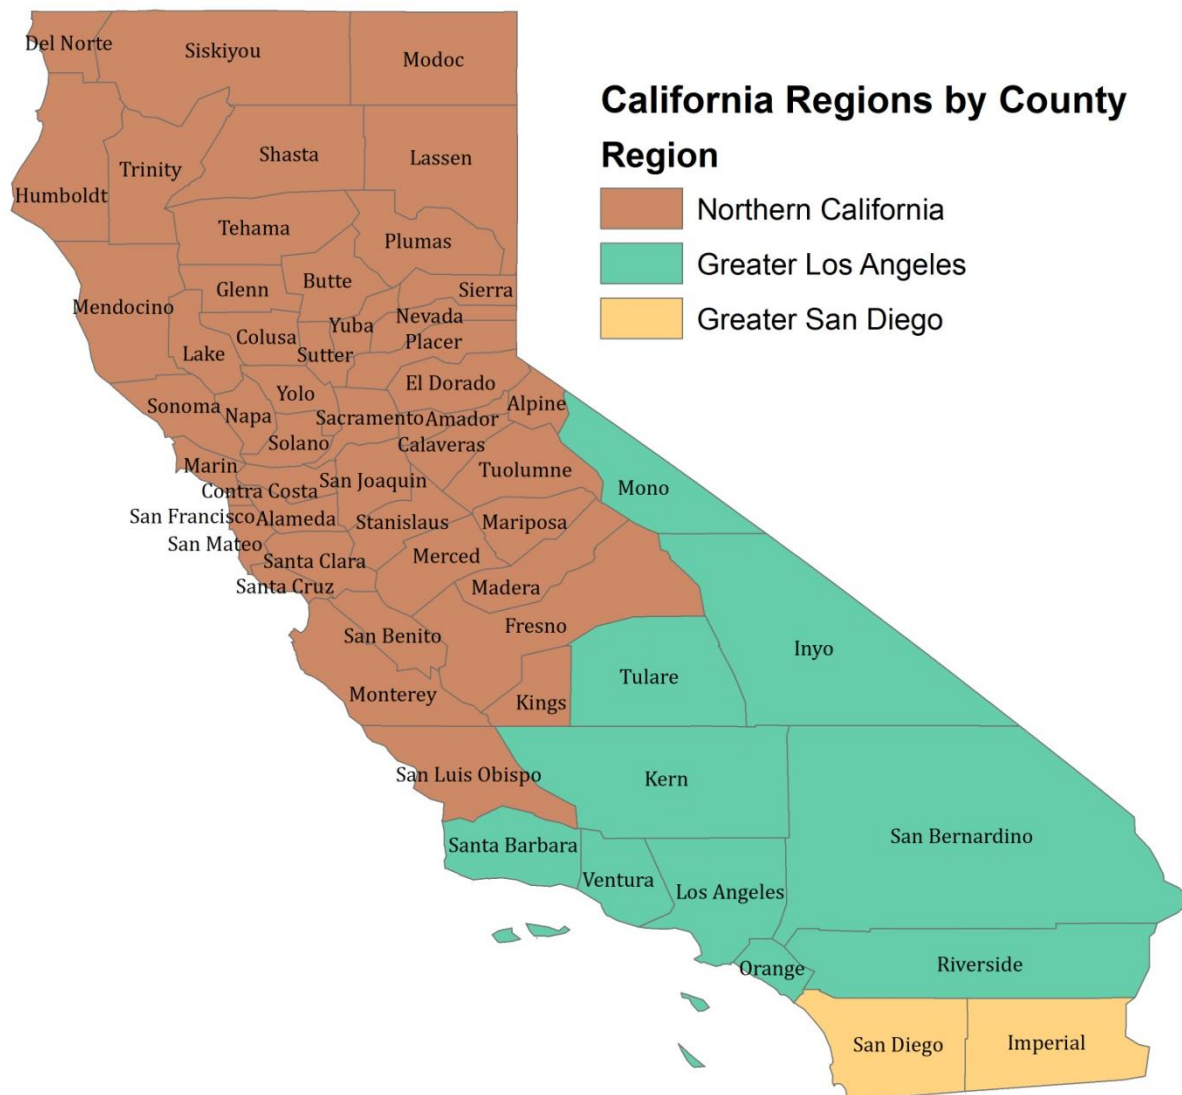 California Regions by County
Region
Northern California
Greater Los Angeles
Greater San Diego
Del Norte
Siskiyou
Modoc
Humboldt
Trinity
Shasta
Lassen
Tehama
Plumas
Mendocino
Glenn
Butte
Sierra
Lake
Colusa
Sutter
Yuba
Nevada
Placer
El Dorado
Sonoma
Napa
Yolo
Sacramento
Amador
Alpine
Solano
Calaveras
Marin
Contra Costa
San Joaquin
Tuolumne
Mono
San Francisco
Alameda
Stanislaus
Mariposa
San Mateo
Santa Clara
Merced
Santa Cruz
Madera
San Benito
Fresno
Inyo
Monterey
Kings
Tulare
San Luis Obispo
Kern
San Bernardino
Santa Barbara
Ventura
Los Angeles
Orange
Riverside
San Diego
Imperial